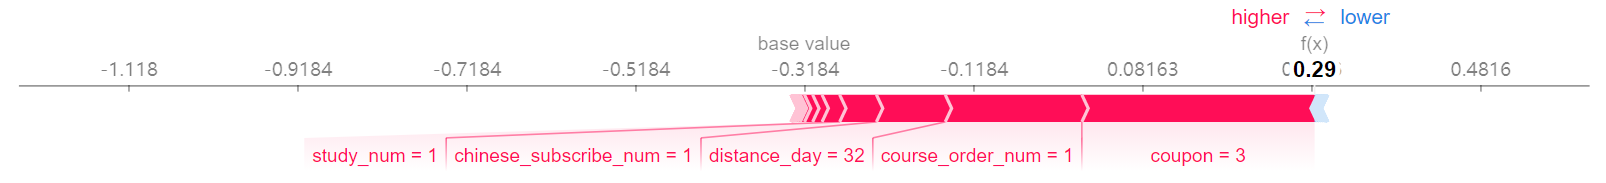 higher ⇄ lower
base value f(x)
-1.118 -0.9184 -0.7184 -0.5184 -0.3184 -0.1184 0.08163 0.29 0.4816
study_num = 1 chinese_subscribe_num = 1 distance_day = 32 course_order_num = 1 coupon = 3